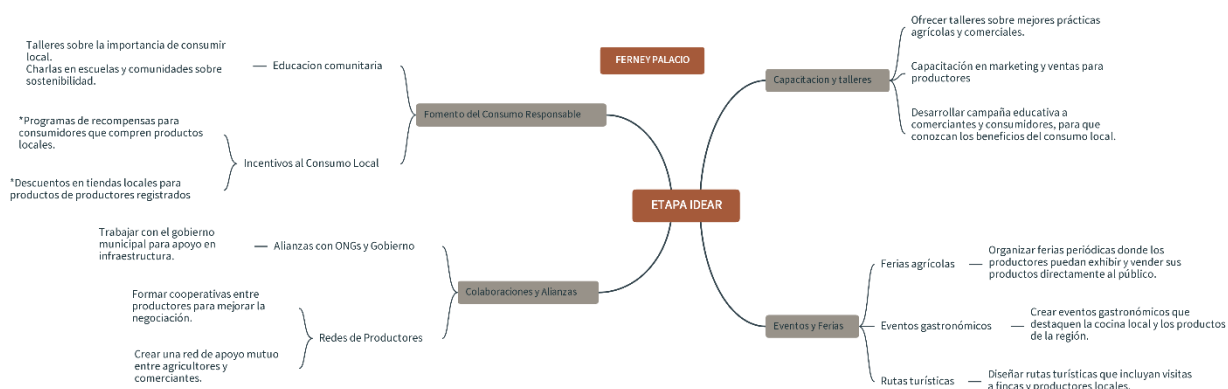 FERNEY PALACIO
ETAPA IDEAR
Fomento del Consumo Responsable
Educacion comunitaria
Talleres sobre la importancia de consumir
local.
Charlas en escuelas y comunidades sobre
sostenibilidad.
Incentivos al Consumo Local
*Programas de recompensas para
consumidores que compren productos
locales.
*Descuentos en tiendas locales para
productos de productores registrados
Colaboraciones y Alianzas
Alianzas con ONGs y Gobierno
Trabajar con el gobierno
municipal para apoyo en
infraestructura.
Redes de Productores
Formar cooperativas entre
productores para mejorar la
negociación.
Crear una red de apoyo mutuo
entre agricultores y
comerciantes.
Capacitacion y talleres
Ofrecer talleres sobre mejores prácticas
agrícolas y comerciales.
Capacitación en marketing y ventas para
productores
Desarrollar campaña educativa a
comerciantes y consumidores, para que
conozcan los beneficios del consumo local.
Eventos y Ferias
Ferias agrícolas
Organizar ferias periódicas donde los
productores puedan exhibir y vender sus
productos directamente al público.
Eventos gastronómicos
Crear eventos gastronómicos que
destaquen la cocina local y los productos
de la región.
Rutas turísticas
Diseñar rutas turísticas que incluyan visitas
a fincas y productores locales.